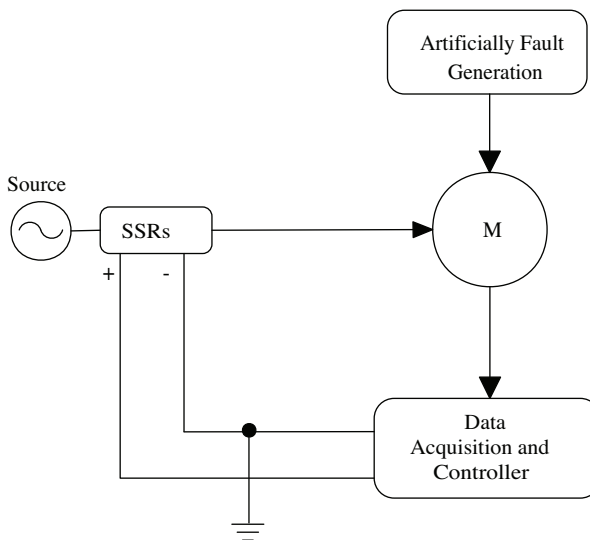 Artificially Fault
Generation
Source
SSRs
M
+ -
Data
Acquisition and
Controller